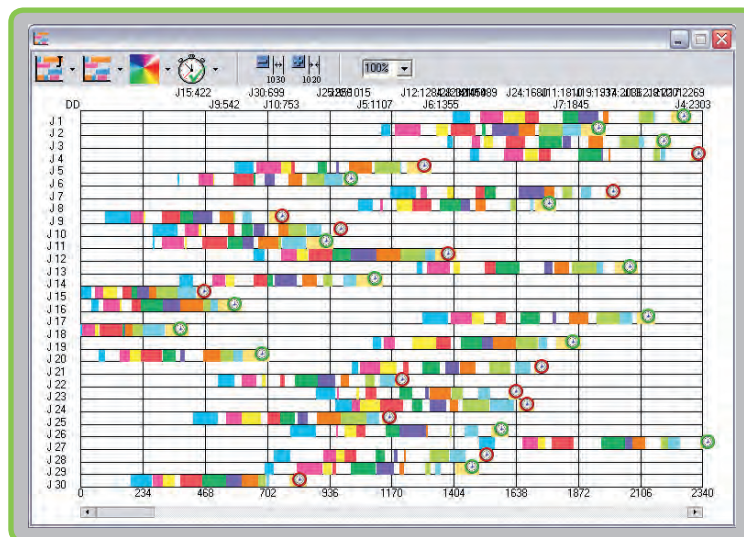 1030 1020 100%
J15:422 J30:699 J24:1680
DD J9:542 J10:753 J5:1107 J6:1355 J7:1845 J4:2303
J 1
J 2
J 3
J 4
J 5
J 6
J 7
J 8
J 9
J 10
J 11
J 12
J 13
J 14
J 15
J 16
J 17
J 18
J 19
J 20
J 21
J 22
J 23
J 24
J 25
J 26
J 27
J 28
J 29
J 30
0 234 468 702 936 1170 1404 1638 1872 2106 2340